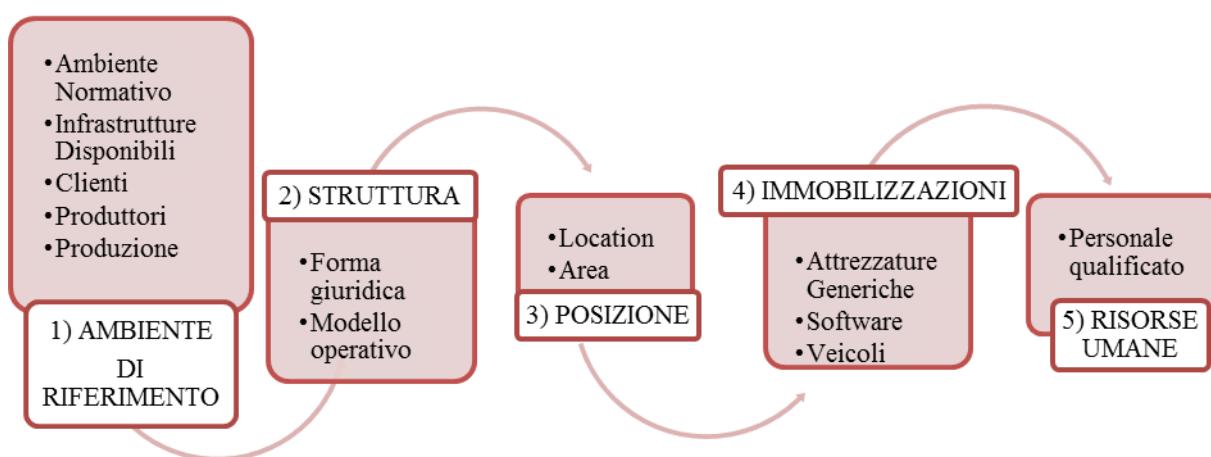 •Ambiente
Normativo
•Infrastrutture
Disponibili
•Clienti
•Produttori
•Produzione
1) AMBIENTE
DI
RIFERIMENTO
2) STRUTTURA
•Forma
giuridica
•Modello
operativo
•Location
•Area
3) POSIZIONE
4) IMMOBILIZZAZIONI
•Attrezzature
Generiche
•Software
•Veicoli
•Personale
qualificato
5) RISORSE
UMANE